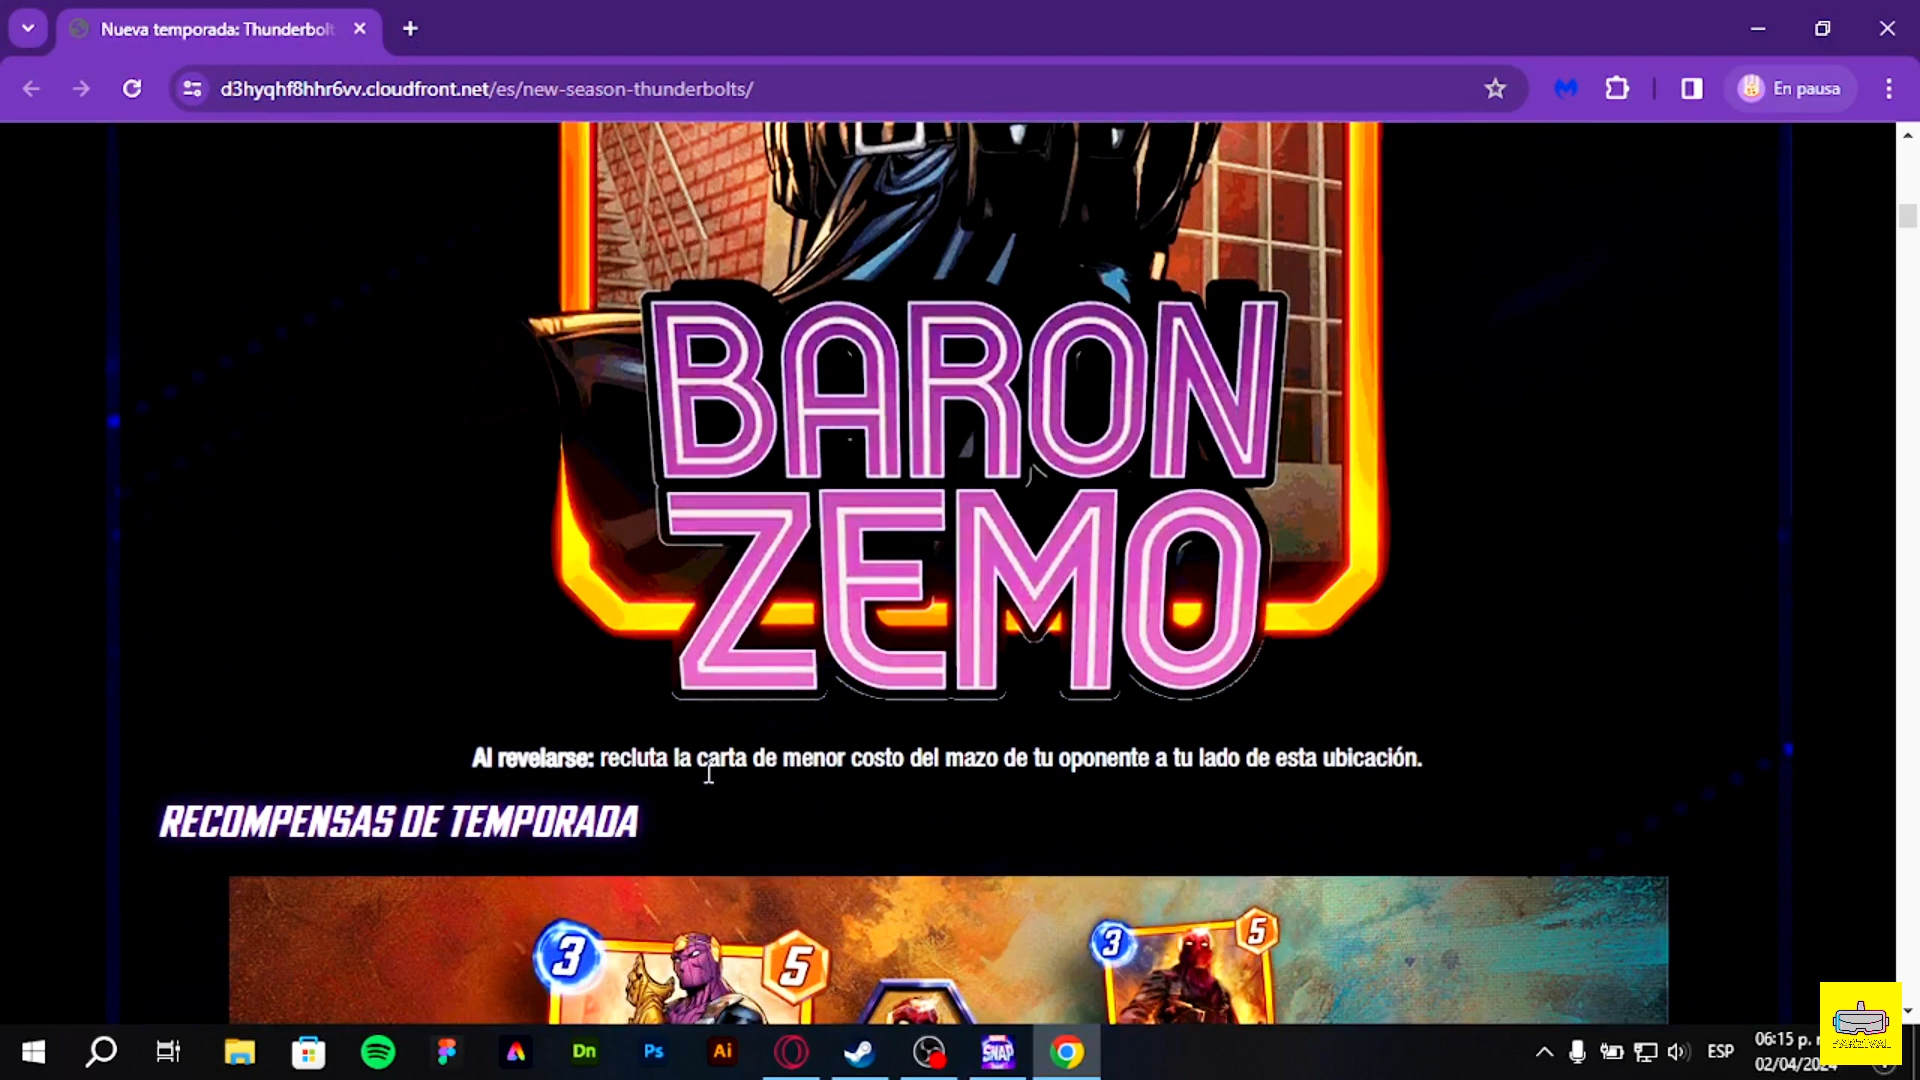 Nueva temporada: Thunderbolt
d3hyqhf8hhr6vv.cloudfront.net/es/new-season-thunderbolts/
En pausa
BARON
ZEMO
Al revelarse: recluta la carta de menor costo del mazo de tu oponente a tu lado de esta ubicación.
RECOMPENSAS DE TEMPORADA
3
5
3
5
Dn
Ps
Ai
SNAP
ESP
06:15 p.
02/04/2024
PARZIVAL